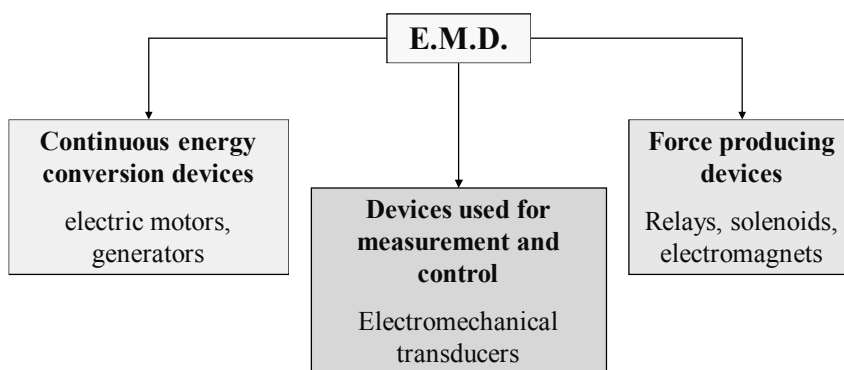 E.M.D.
Continuous energy
conversion devices
electric motors,
generators
Devices used for
measurement and
control
Electromechanical
transducers
Force producing
devices
Relays, solenoids,
electromagnets